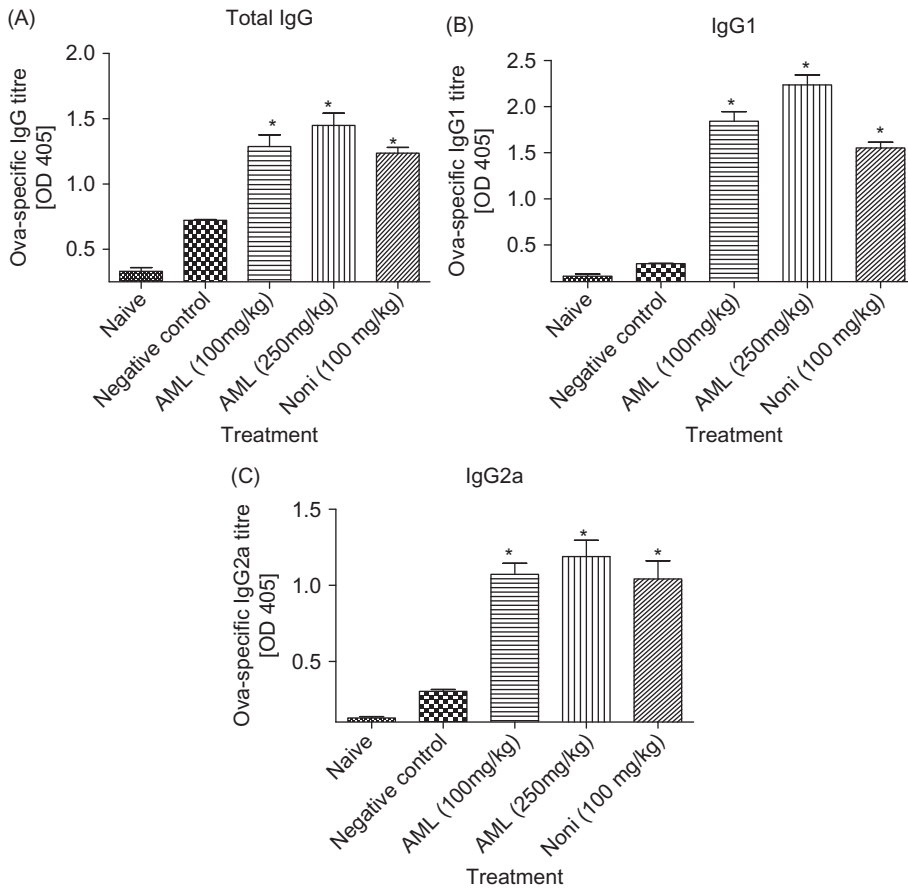 (A)
Total IgG
Ova-specific IgG titre
[OD 405]
2.0
1.5
1.0
0.5
*
*
*
Naive
Negative control
AML (100mg/kg)
AML (250mg/kg)
Noni (100 mg/kg)
Treatment
(B)
IgG1
Ova-specific IgG1 titre
[OD 405]
2.5
2.0
1.5
1.0
0.5
*
*
*
Naive
Negative control
AML (100mg/kg)
AML (250mg/kg)
Noni (100 mg/kg)
Treatment
(C)
IgG2a
Ova-specific IgG2a titre
[OD 405]
1.5
1.0
0.5
*
*
*
Naive
Negative control
AML (100mg/kg)
AML (250mg/kg)
Noni (100 mg/kg)
Treatment